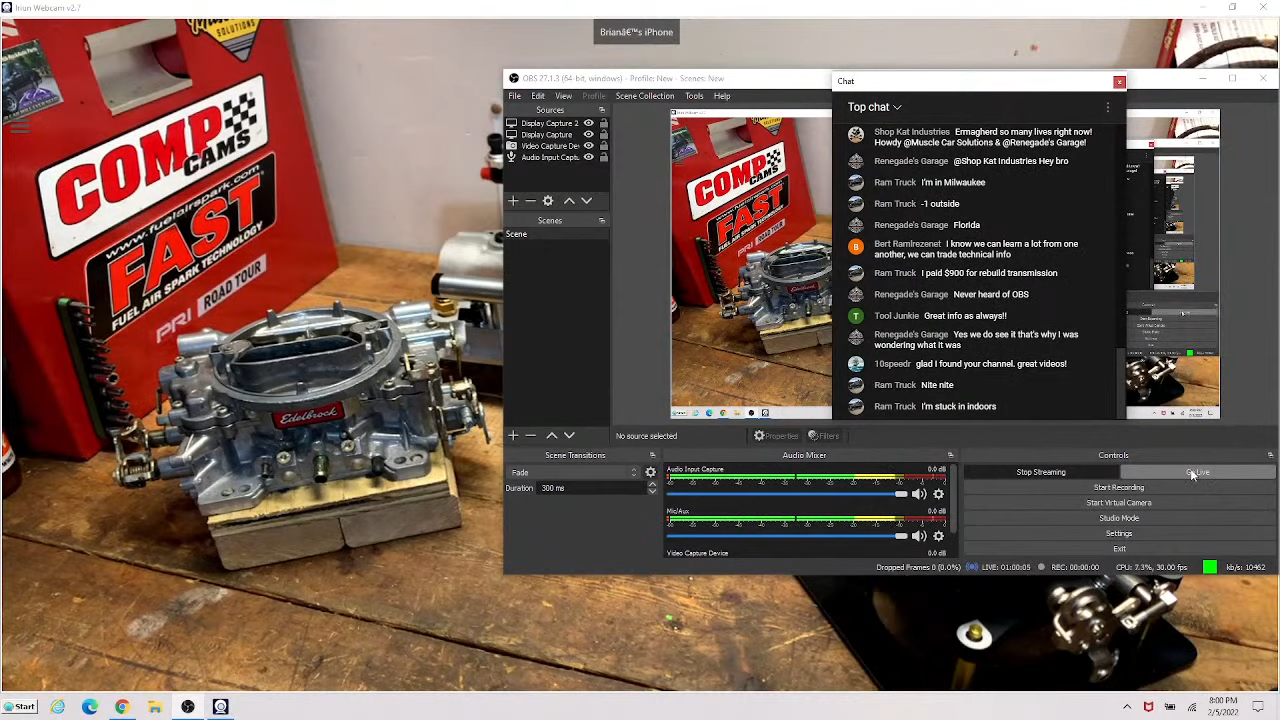 Iriun Webcam v2.7
Brianâ€™s iPhone
SOLUTIONS
COMP
CAMS
www.fuelairspark.com
FAST
FUEL AIR SPARK TECHNOLOGY
PRI ROAD TOUR
Edelbrock
OBS 27.1.3 (64-bit, windows) - Profile: New - Scenes: New
File Edit View Profile Scene Collection Tools Help
Sources
Display Capture 2
Display Capture
Video Capture De
Audio Input Captu
Scenes
Scene
Chat
Top chat
Shop Kat Industries Ermagherd so many lives right now!
Howdy @Muscle Car Solutions & @Renegade's Garage!
Renegade's Garage @Shop Kat Industries Hey bro
Ram Truck I'm in Milwaukee
Ram Truck -1 outside
Renegade's Garage Florida
B
Bert Ramirezenet I know we can learn a lot from one
another, we can trade technical info
Ram Truck I paid $900 for rebuild transmission
Renegade's Garage Never heard of OBS
T
Tool Junkie Great info as always!!
Renegade's Garage Yes we do see it that's why I was
wondering what it was
10speedr glad I found your channel. great videos!
Ram Truck Nite nite
Ram Truck I'm stuck in indoors
No source selected
Properties
Filters
Scene Transitions
Fade
Duration 300 ms
Audio Mixer
Audio Input Capture 0.0 dB
Mic/Aux 0.0 dB
Video Capture Device 0.0 dB
Controls
Stop Streaming
Live
Start Recording
Start Virtual Camera
Studio Mode
Settings
Exit
Dropped Frames 0 (0.0%) LIVE: 01:00:05 REC: 00:00:00 CPU: 7.3%, 30.00 fps kb/s: 10462
Start
8:00 PM
2/5/2022